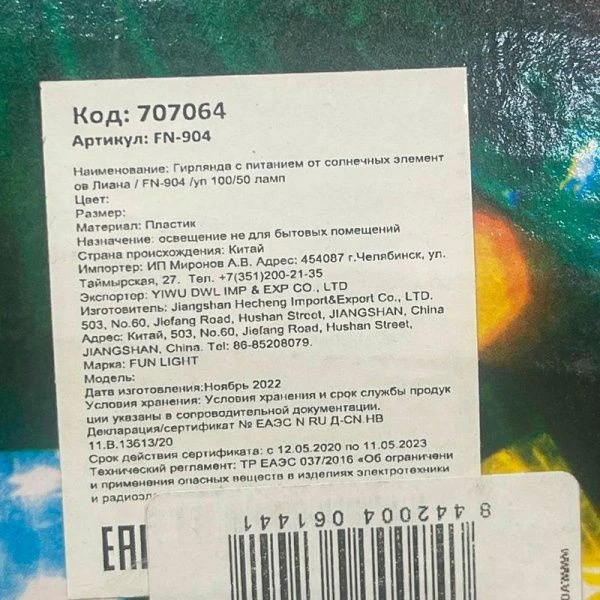 Код: 707064
Артикул: FN-904
Наименование: Гирлянда с питанием от солнечных элемент
ов Лиана / FN-904 /уп 100/50 ламп
Цвет:
Размер:
Материал: Пластик
Назначение: освещение не для бытовых помещений
Страна происхождения: Китай
Импортер: ИП Миронов А.В. Адрес: 454087 г.Челябинск, ул.
Таймырская, 27. Тел. +7(351)200-21-35
Экспортер: YIWU DWL IMP & EXP CO., LTD
Изготовитель: Jiangshan Hecheng Import&Export Co., LTD.
503, No.60, Jiefang Road, Hushan Street, JIANGSHAN, China
Адрес: Китай, 503, No.60, Jiefang Road, Hushan Street,
JIANGSHAN, China. Tel: 86-85208079.
Марка: FUN LIGHT
Модель:
Дата изготовления:Ноябрь 2022
Условия хранения: Условия хранения и срок службы продук
ции указаны в сопроводительной документации.
Декларация/сертификат № ЕАЭС N RU Д-CN.НВ
11.В.13613/20
Срок действия сертификата: с 12.05.2020 по 11.05.2023
Технический регламент: ТР ЕАЭС 037/2016 «Об ограничени
и применения опасных веществ в изделиях электротехники
и радиоэл
EAC
8 442004 061441